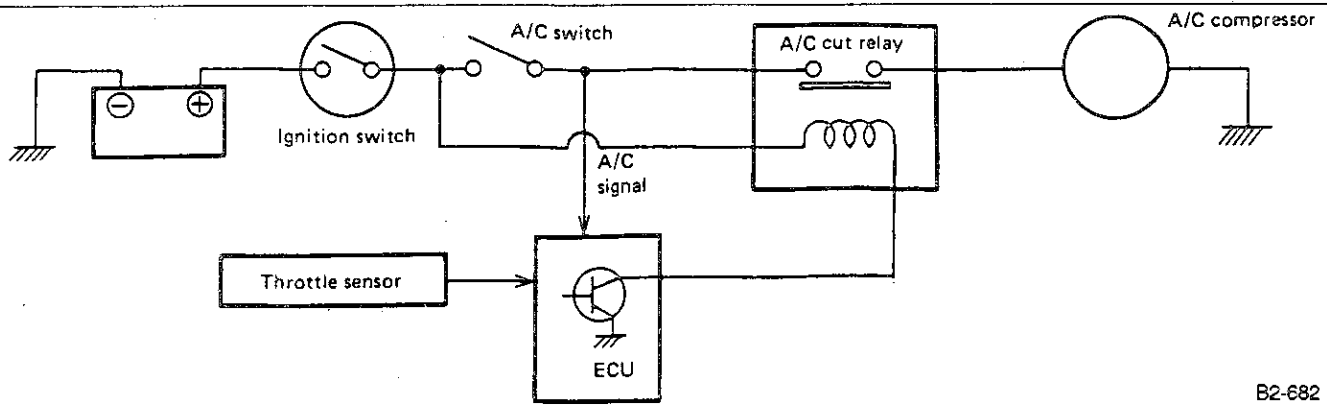 A/C compressor
A/C switch
A/C cut relay
− +
Ignition switch
A/C
signal
Throttle sensor
ECU
B2-682